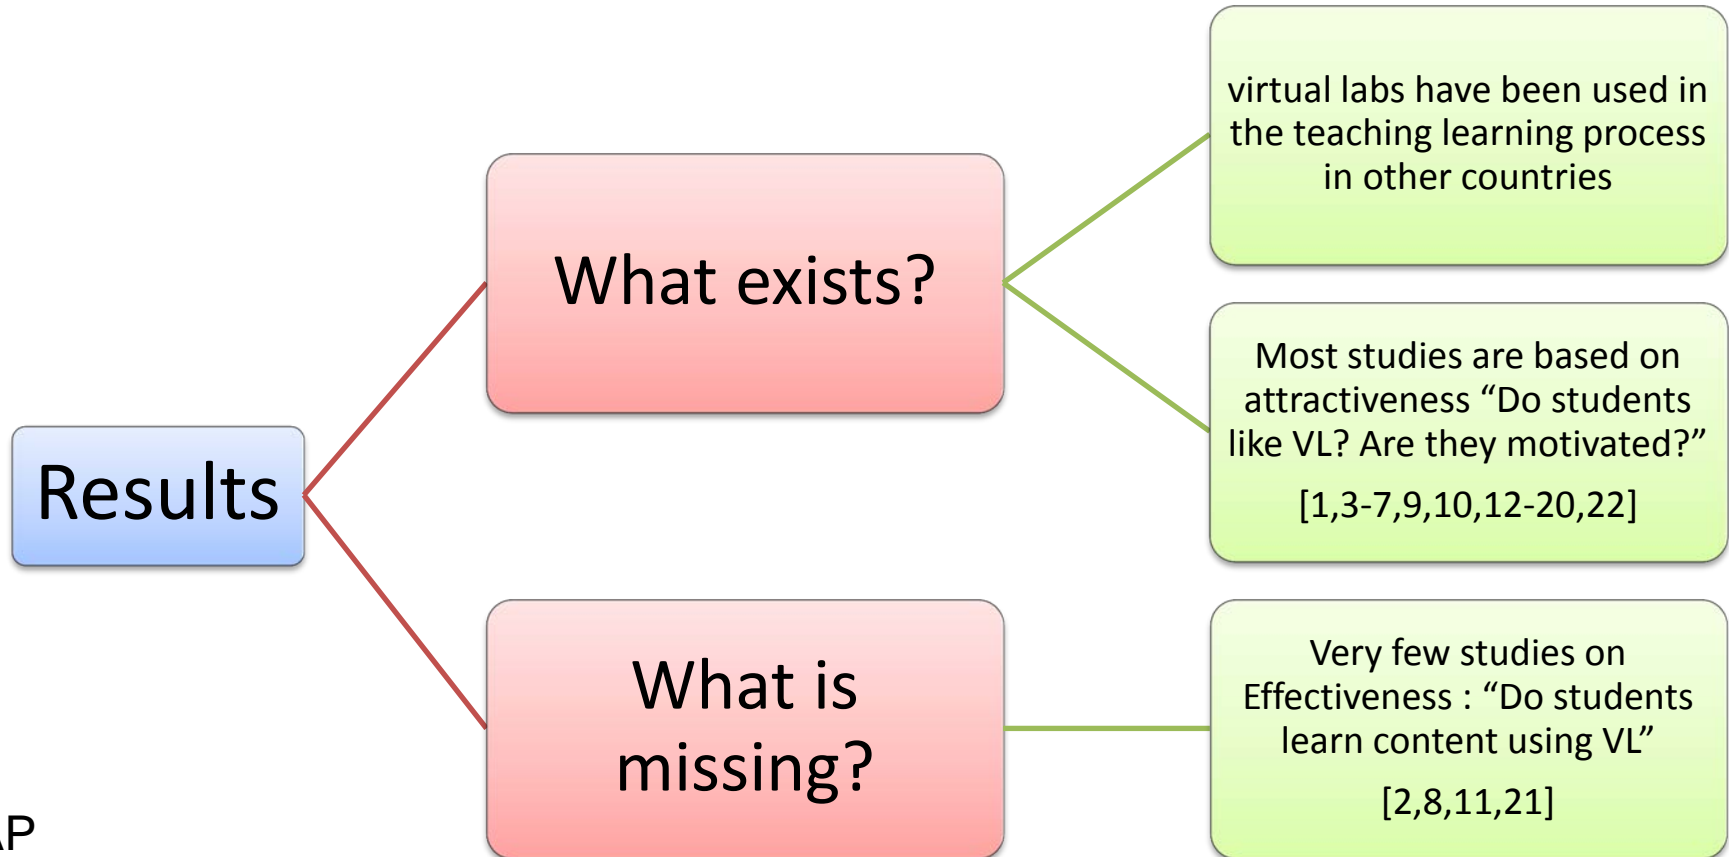 Results
What exists?
virtual labs have been used in
the teaching learning process
in other countries
Most studies are based on
attractiveness “Do students
like VL? Are they motivated?”
[1,3-7,9,10,12-20,22]
What is
missing?
Very few studies on
Effectiveness : “Do students
learn content using VL”
[2,8,11,21]